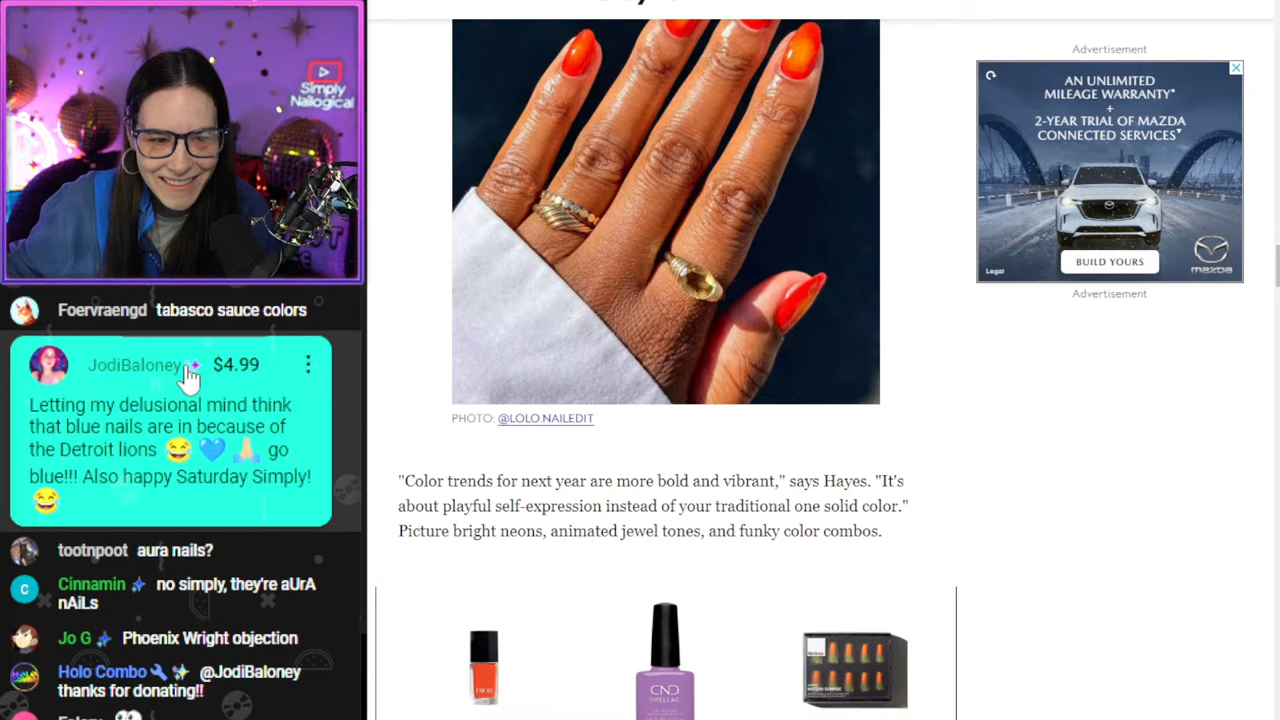 Simply
Nailogical
Foervraengd tabasco sauce colors
JodiBaloney $4.99
Letting my delusional mind think
that blue nails are in because of
the Detroit lions 😂 💙 🙏🏻 go
blue!!! Also happy Saturday Simply!
😂
tootnpoot aura nails?
Cinnamin no simply, they're aUrA
nAiLs
Jo G Phoenix Wright objection
Holo Combo @JodiBaloney
thanks for donating!!
PHOTO: @LOLO.NAILEDIT
"Color trends for next year are more bold and vibrant," says Hayes. "It's
about playful self-expression instead of your traditional one solid color."
Picture bright neons, animated jewel tones, and funky color combos.
DIOR
CND
SHELLAC
Advertisement
AN UNLIMITED
MILEAGE WARRANTY*
+
2-YEAR TRIAL OF MAZDA
CONNECTED SERVICES▼
BUILD YOURS
Legal
mazda
Advertisement